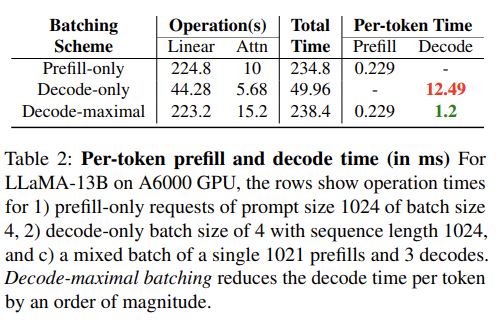 Batching Operation(s) Total Per-token Time
Scheme Linear Attn Time Prefill Decode
Prefill-only 224.8 10 234.8 0.229 -
Decode-only 44.28 5.68 49.96 - 12.49
Decode-maximal 223.2 15.2 238.4 0.229 1.2
Table 2: Per-token prefill and decode time (in ms) For
LLaMA-13B on A6000 GPU, the rows show operation times
for 1) prefill-only requests of prompt size 1024 of batch size
4, 2) decode-only batch size of 4 with sequence length 1024,
and c) a mixed batch of a single 1021 prefills and 3 decodes.
Decode-maximal batching reduces the decode time per token
by an order of magnitude.